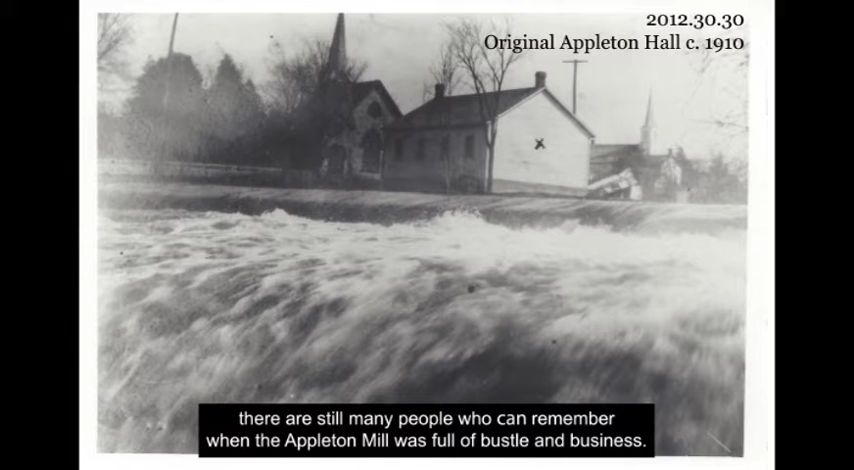 2012.30.30
Original Appleton Hall c. 1910
x
there are still many people who can remember
when the Appleton Mill was full of bustle and business.